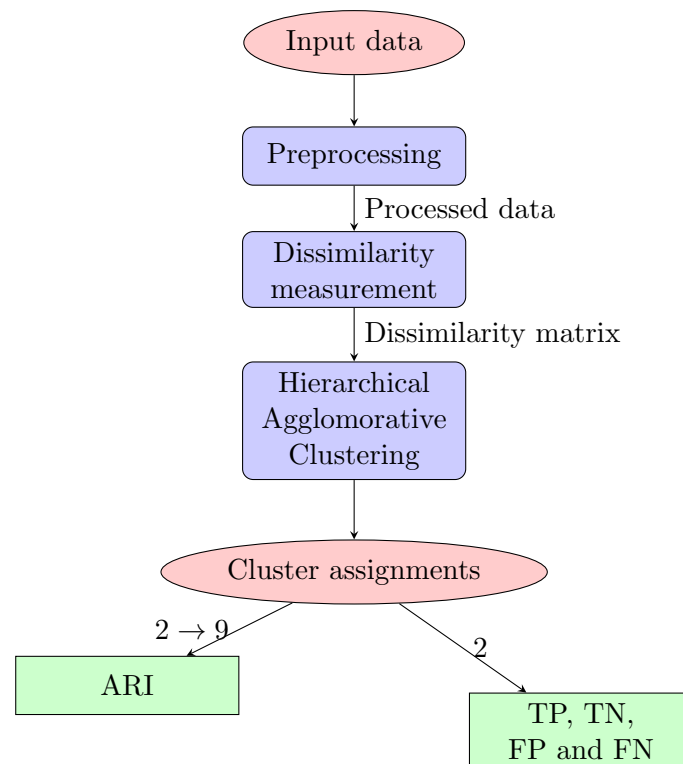 Input data
Preprocessing
Processed data
Dissimilarity
measurement
Dissimilarity matrix
Hierarchical
Agglomorative
Clustering
Cluster assignments
2 → 9
2
ARI
TP, TN,
FP and FN